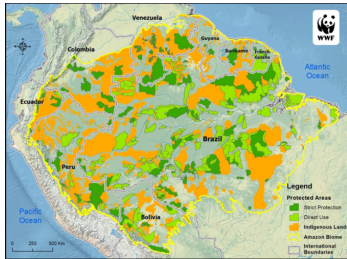 Venezuela
WWF
Guyana
Colombia
Suriname
French
Guiana
Atlantic
Ocean
Ecuador
Brazil
Peru
Legend
Protected Areas
Strict Protection
Direct Use
Indigenous Land
Amazon Biome
International
Boundaries
Pacific
Ocean
Bolivia
0 250 500 Km